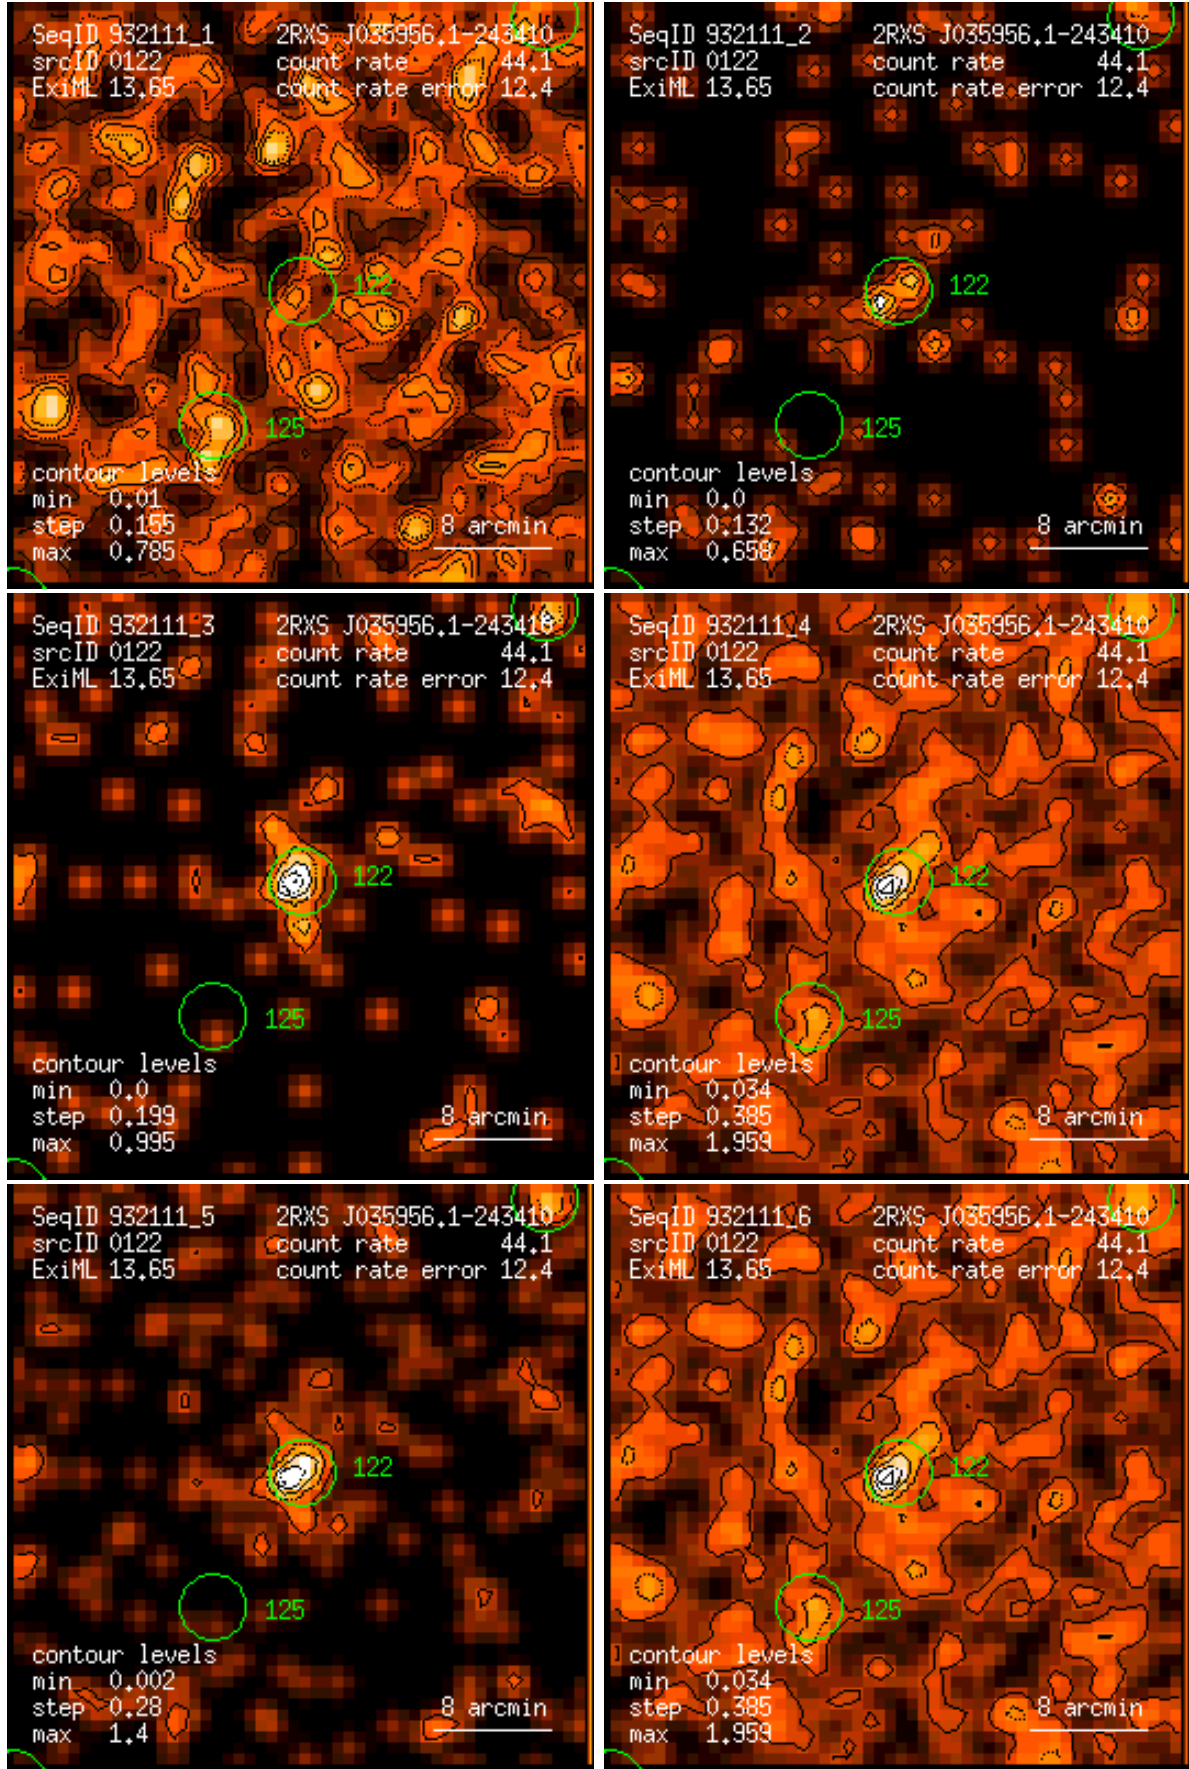 SeqID 932111_1 2RXS J035956.1-243410
srcID 0122 count rate 44.1
ExiML 13.65 count rate error 12.4
122
125
contour levels
min 0.01
step 0.155
max 0.785
8 arcmin
SeqID 932111_2 2RXS J035956.1-243410
srcID 0122 count rate 44.1
ExiML 13.65 count rate error 12.4
122
125
contour levels
min 0.0
step 0.132
max 0.658
8 arcmin
SeqID 932111_3 2RXS J035956.1-243410
srcID 0122 count rate 44.1
ExiML 13.65 count rate error 12.4
122
125
contour levels
min 0.0
step 0.199
max 0.995
8 arcmin
SeqID 932111_4 2RXS J035956.1-243410
srcID 0122 count rate 44.1
ExiML 13.65 count rate error 12.4
122
125
contour levels
min 0.034
step 0.385
max 1.959
8 arcmin
SeqID 932111_5 2RXS J035956.1-243410
srcID 0122 count rate 44.1
ExiML 13.65 count rate error 12.4
122
125
contour levels
min 0.002
step 0.28
max 1.4
8 arcmin
SeqID 932111_6 2RXS J035956.1-243410
srcID 0122 count rate 44.1
ExiML 13.65 count rate error 12.4
122
125
contour levels
min 0.034
step 0.385
max 1.959
8 arcmin